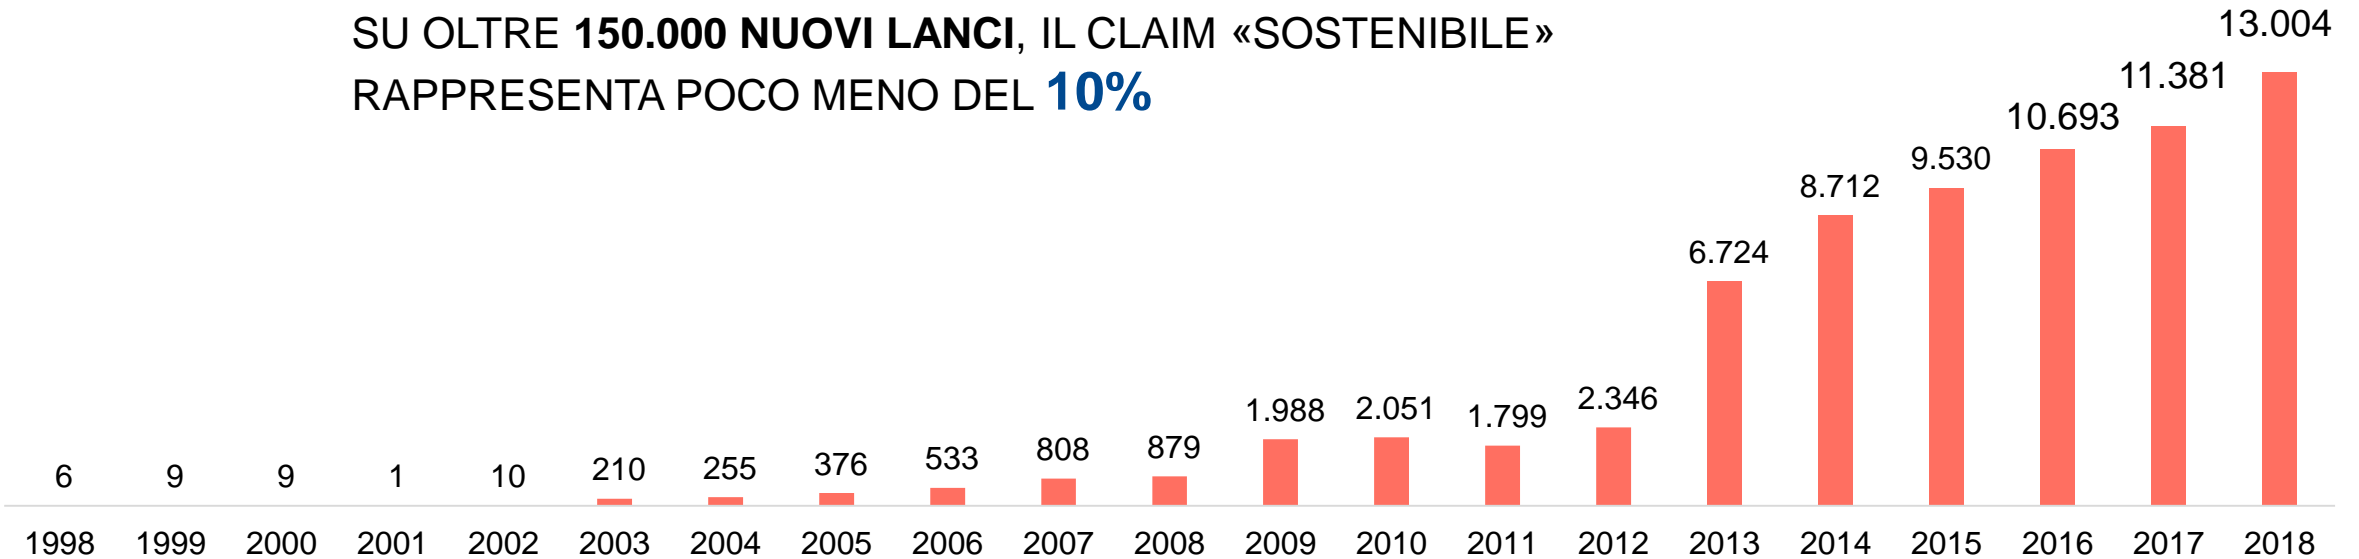 SU OLTRE 150.000 NUOVI LANCI, IL CLAIM «SOSTENIBILE»
RAPPRESENTA POCO MENO DEL 10%
6 9 9 1 10 210 255 376 533 808 879 1.988 2.051 1.799 2.346 6.724 8.712 9.530 10.693 11.381 13.004
1998 1999 2000 2001 2002 2003 2004 2005 2006 2007 2008 2009 2010 2011 2012 2013 2014 2015 2016 2017 2018